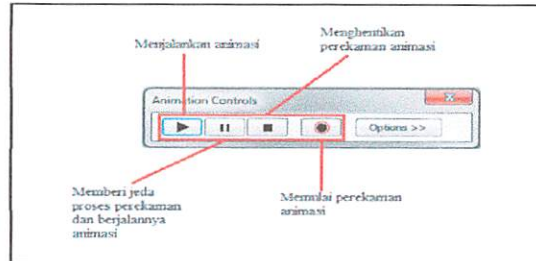 Menjalankan animasi
Menghentikan
perekaman animasi
Animation Controls
Options >>
Memberi jeda
proses perekaman
dan berjalannya
animasi
Memulai perekaman
animasi